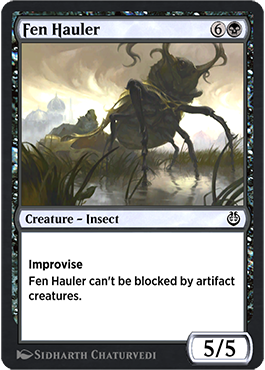 Fen Hauler 6
Creature – Insect
Improvise
Fen Hauler can't be blocked by artifact
creatures.
5/5
SIDHARTH CHATURVEDI